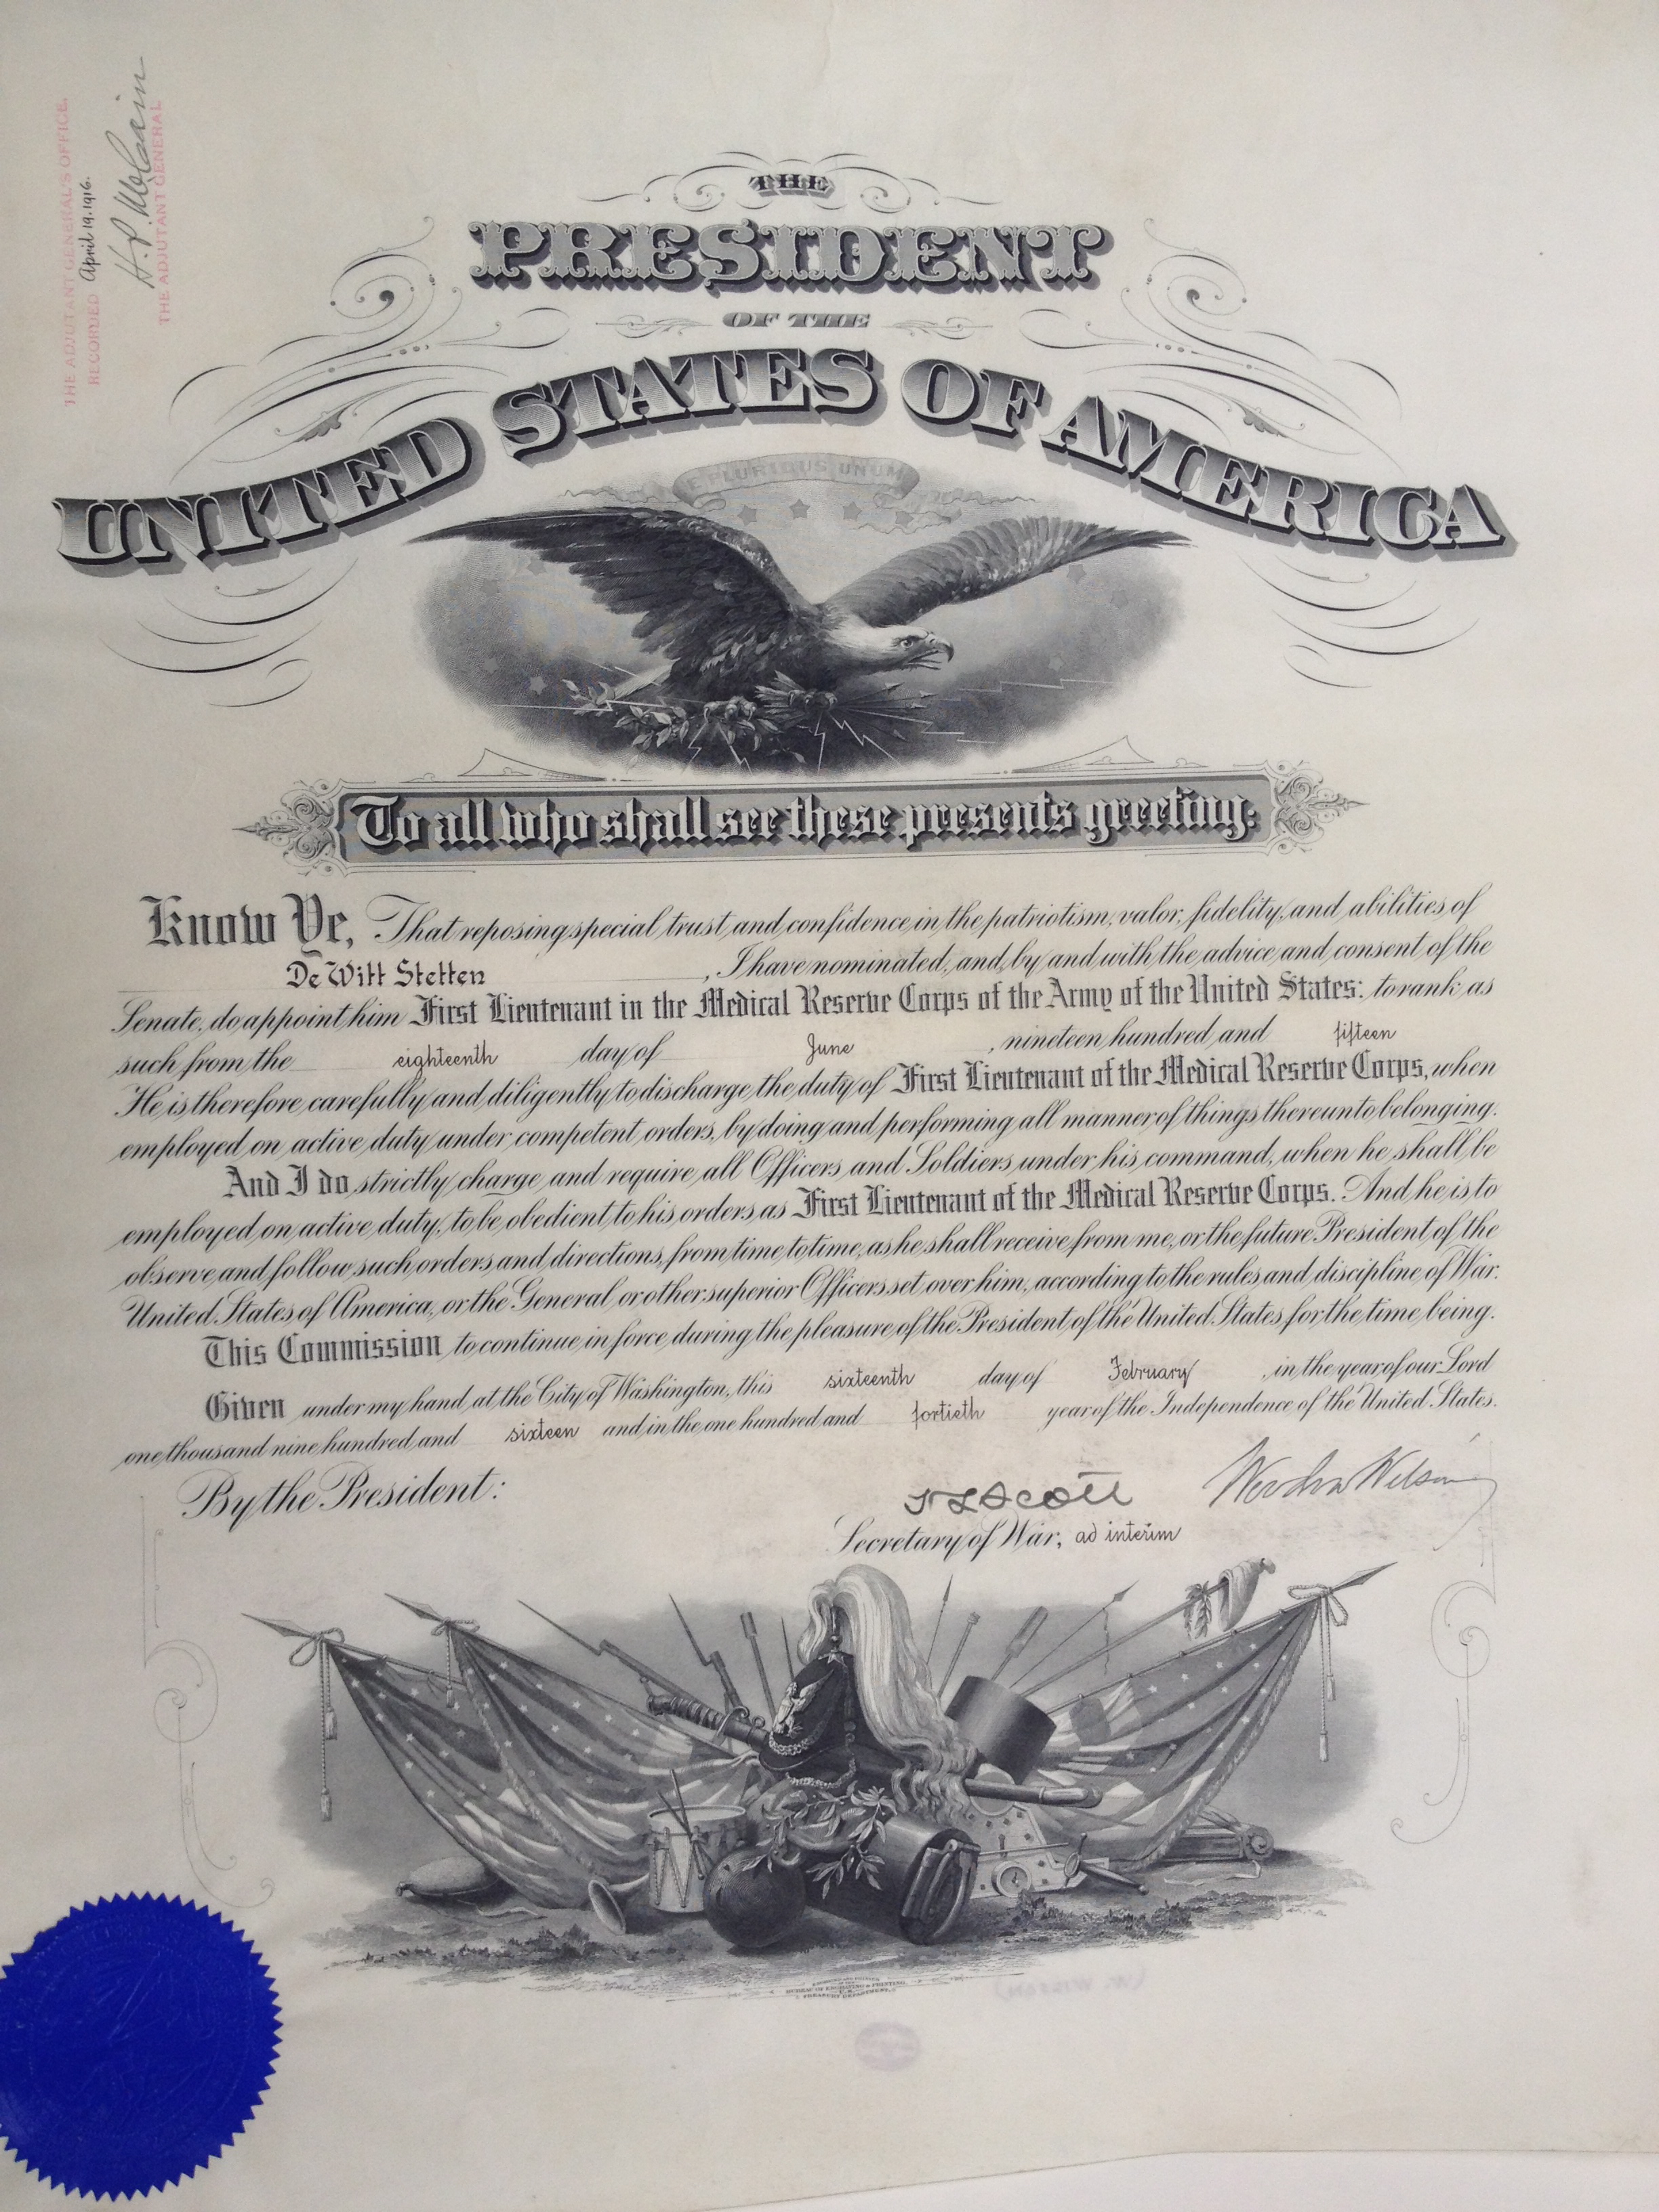 THE ADJUTANT GENERAL'S OFFICE.
RECORDED April 19, 1916.
THE ADJUTANT GENERAL
THE
PRESIDENT
OF THE
UNITED STATES OF AMERICA
E PLURIBUS UNUM
To all who shall see these presents greeting:
Know Ye, That reposing special trust and confidence in the patriotism, valor, fidelity, and abilities of
De Witt Stetten, I have nominated, and, by and with the advice and consent of the
Senate, do appoint him First Lieutenant in the Medical Reserve Corps of the Army of the United States: to rank as
such from the eighteenth day of June, nineteen hundred and fifteen
He is therefore carefully and diligently to discharge the duty of First Lieutenant of the Medical Reserve Corps, when
employed on active duty under competent orders, by doing and performing all manner of things thereunto belonging.
And I do strictly charge and require all Officers and Soldiers under his command, when he shall be
employed on active duty, to be obedient to his orders as First Lieutenant of the Medical Reserve Corps. And he is to
observe and follow such orders and directions, from time to time, as he shall receive from me, or the future President of the
United States of America, or the General or other superior Officers set over him, according to the rules and discipline of War.
This Commission to continue in force during the pleasure of the President of the United States, for the time being.
Given under my hand, at the City of Washington, this sixteenth day of February, in the year of our Lord
one thousand nine hundred and sixteen and in the one hundred and fortieth year of the Independence of the United States.
By the President:
Woodrow Wilson
H L Scott
Secretary of War, ad interim
BUREAU OF ENGRAVING & PRINTING,
TREASURY DEPARTMENT.